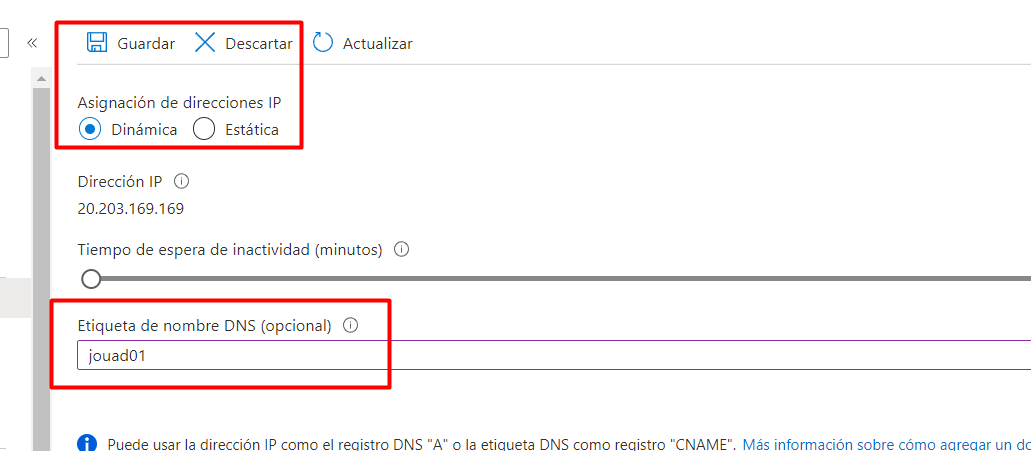 « Guardar Descartar Actualizar
Asignación de direcciones IP
Dinámica Estática
Dirección IP
20.203.169.169
Tiempo de espera de inactividad (minutos)
Etiqueta de nombre DNS (opcional)
jouad01
Puede usar la dirección IP como el registro DNS "A" o la etiqueta DNS como registro "CNAME". Más información sobre cómo agregar un do